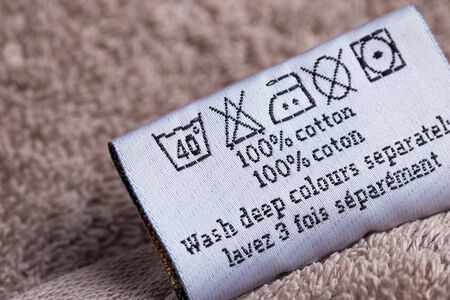 40°
100% cotton
100% coton
Wash deep colours separatel
lavez 3 fois séparément